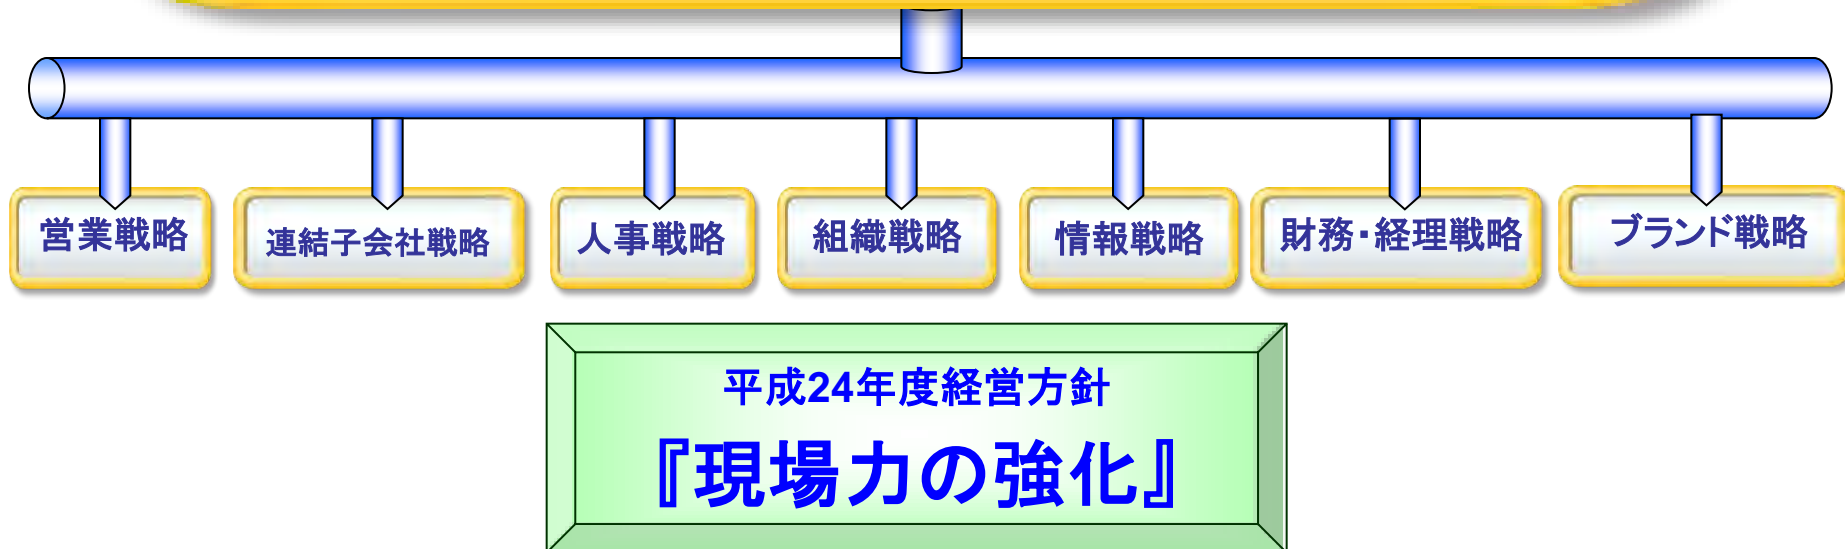 営業戦略
連結子会社戦略
人事戦略
組織戦略
情報戦略
財務・経理戦略
ブランド戦略
平成24年度経営方針
『現場力の強化』